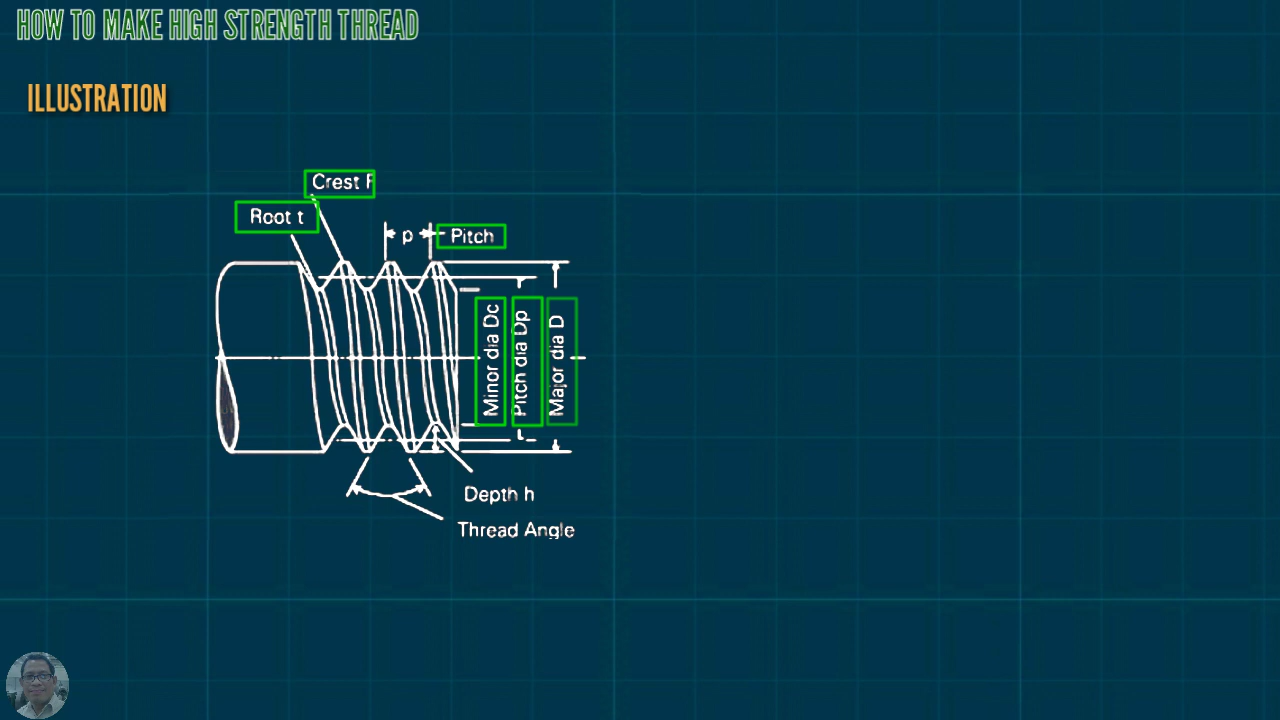 HOW TO MAKE HIGH STRENGTH THREAD
ILLUSTRATION
Crest F
Root t
p
Pitch
Minor dia Dc
Pitch dia Dp
Major dia D
Depth h
Thread Angle